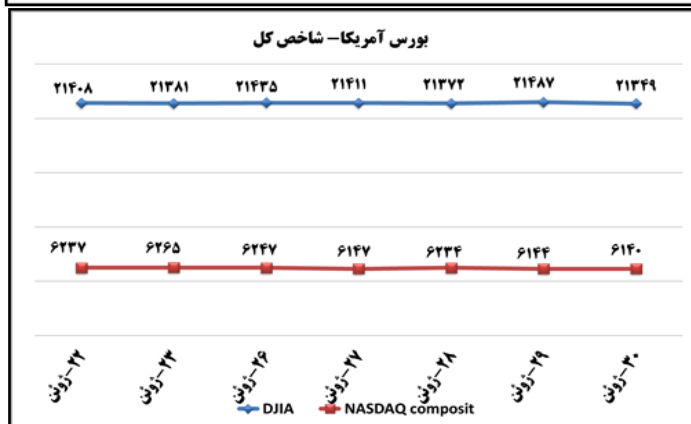 بورس آمریکا– شاخص کل
۲۱۴۰۸ ۲۱۳۸۱ ۲۱۴۳۵ ۲۱۴۱۱ ۲۱۳۷۲ ۲۱۴۸۷ ۲۱۳۴۹
۶۲۳۷ ۶۲۶۵ ۶۲۴۷ ۶۱۴۷ ۶۲۳۴ ۶۱۴۴ ۶۱۴۰
۲۲-ژوئن ۲۳-ژوئن ۲۶-ژوئن ۲۷-ژوئن ۲۸-ژوئن ۲۹-ژوئن ۳۰-ژوئن
DJIA NASDAQ composit